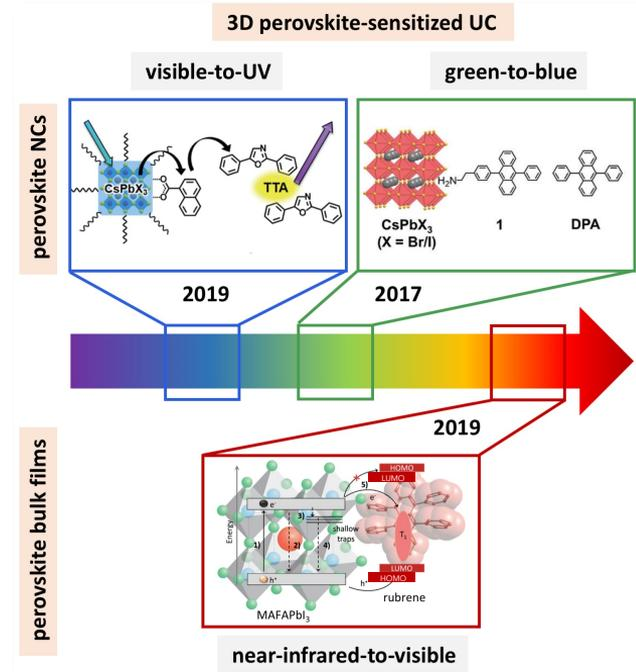 3D perovskite-sensitized UC
visible-to-UV
green-to-blue
perovskite NCs
CsPbX₃
O
O
N
O
TTA
N
O
H₂N
CsPbX₃
(X = Br/I)
1
DPA
2019
2017
2019
perovskite bulk films
Energy
e⁻
1)
2)
3)
4)
shallow
traps
h⁺
MAFAPbI₃
5)
e⁻
h⁺
HOMO
LUMO
T₁
LUMO
HOMO
rubrene
near-infrared-to-visible